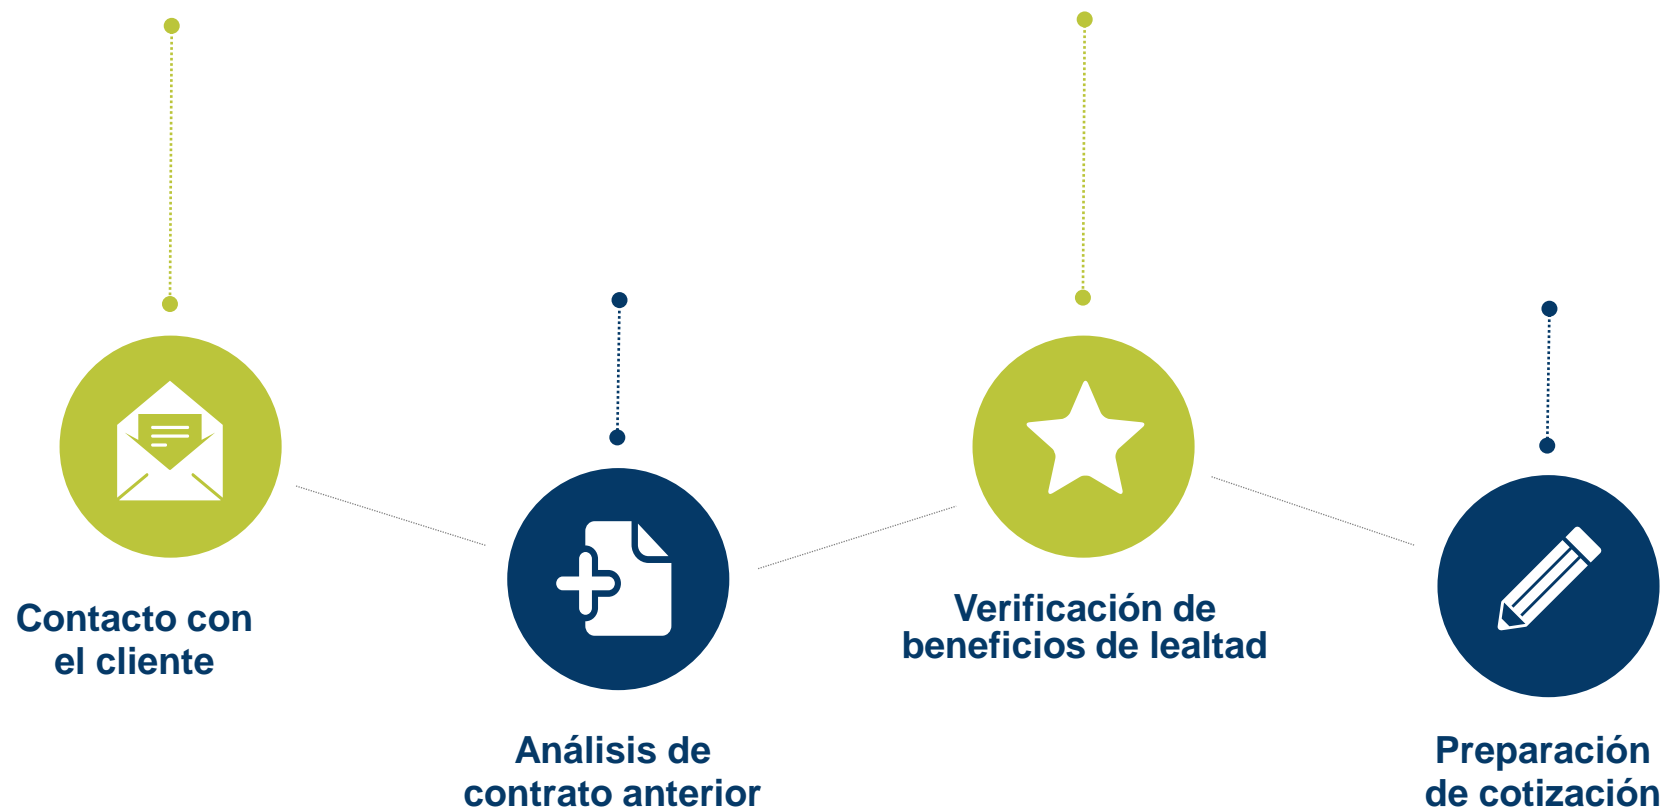 Contacto con
el cliente
Análisis de
contrato anterior
Verificación de
beneficios de lealtad
Preparación
de cotización